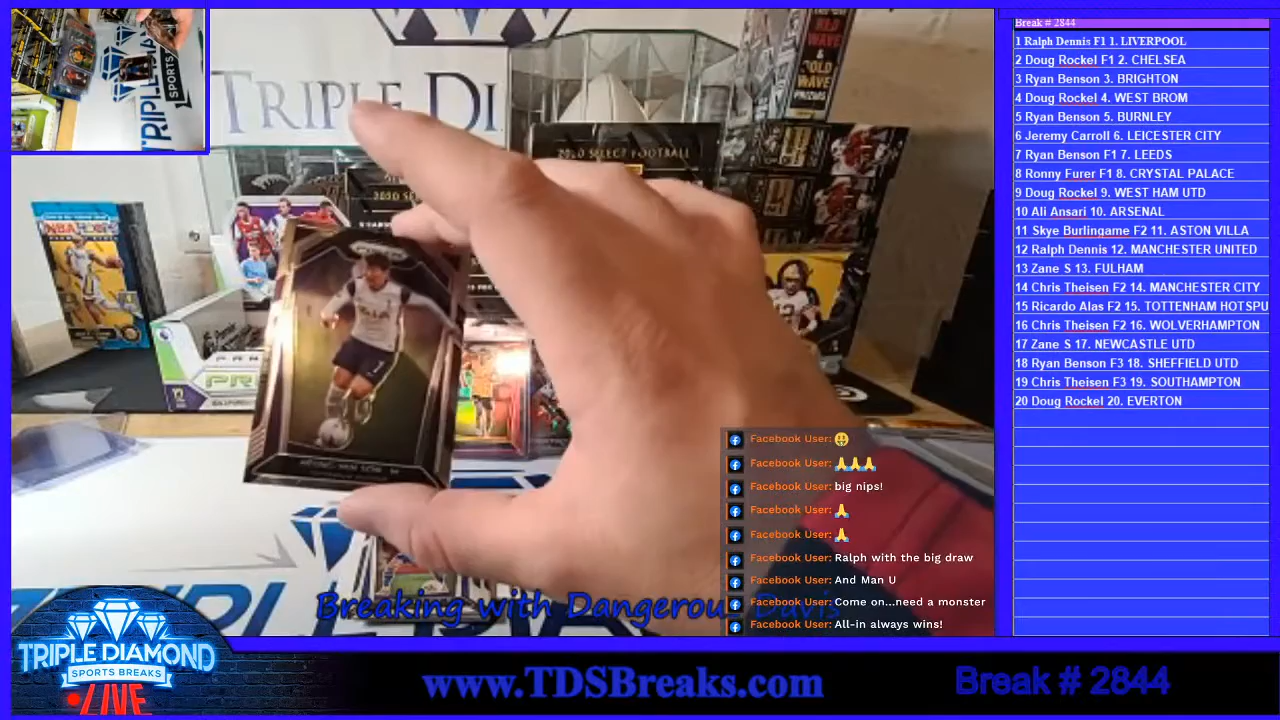 Break # 2844
1 Ralph Dennis F1 1. LIVERPOOL
2 Doug Rockel F1 2. CHELSEA
3 Ryan Benson 3. BRIGHTON
4 Doug Rockel 4. WEST BROM
5 Ryan Benson 5. BURNLEY
6 Jeremy Carroll 6. LEICESTER CITY
7 Ryan Benson F1 7. LEEDS
8 Ronny Furer F1 8. CRYSTAL PALACE
9 Doug Rockel 9. WEST HAM UTD
10 Ali Ansari 10. ARSENAL
11 Skye Burlingame F2 11. ASTON VILLA
12 Ralph Dennis 12. MANCHESTER UNITED
13 Zane S 13. FULHAM
14 Chris Theisen F2 14. MANCHESTER CITY
15 Ricardo Alas F2 15. TOTTENHAM HOTSPU
16 Chris Theisen F2 16. WOLVERHAMPTON
17 Zane S 17. NEWCASTLE UTD
18 Ryan Benson F3 18. SHEFFIELD UTD
19 Chris Theisen F3 19. SOUTHAMPTON
20 Doug Rockel 20. EVERTON
TRIPLE DI
2020 SELECT FOOTBALL
NBA HOOPS
Facebook User:
Facebook User:
Facebook User: big nips!
Facebook User:
Facebook User:
Facebook User: Ralph with the big draw
Facebook User: And Man U
Facebook User: Come on...need a monster
Facebook User: All-in always wins!
Breaking with Dangerou
TRIPLE DIAMOND
SPORTS BREAKS
LIVE
www.TDSBreaks.com
Break # 2844